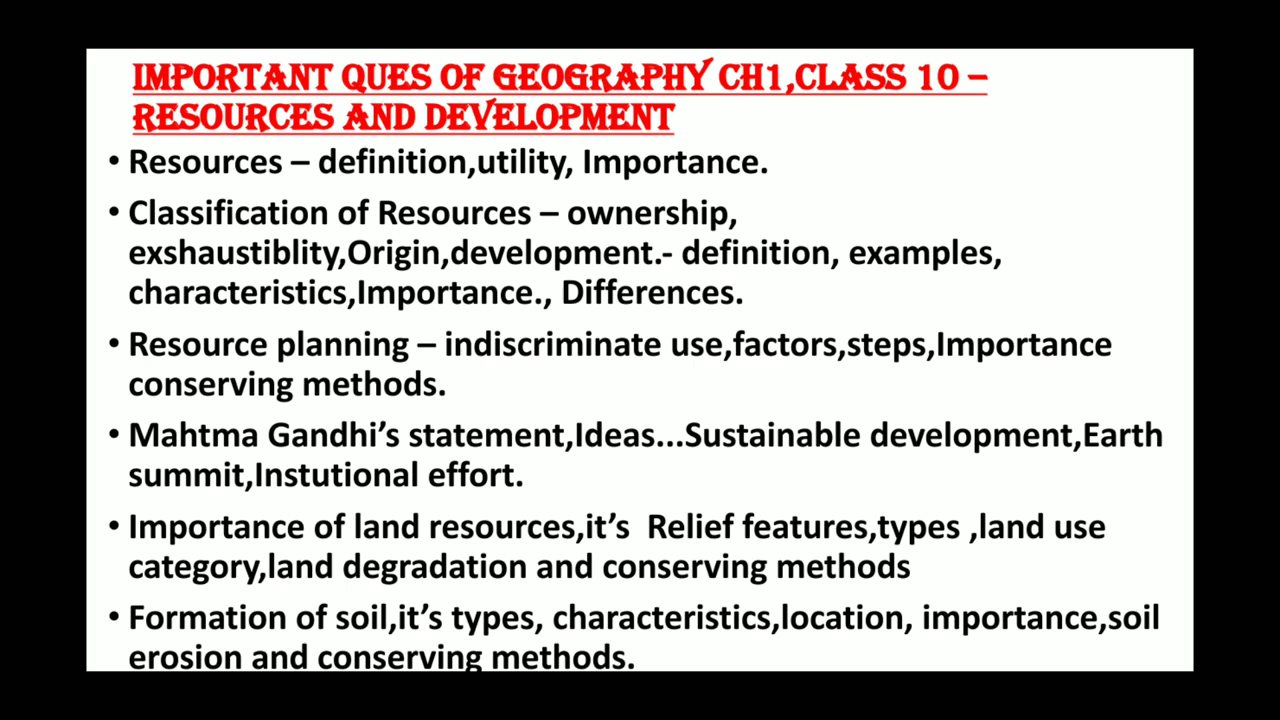 IMPORTANT QUES OF GEOGRAPHY CH1,CLASS 10 –
RESOURCES AND DEVELOPMENT
• Resources – definition,utility, Importance.
• Classification of Resources – ownership,
exshaustiblity,Origin,development.- definition, examples,
characteristics,Importance., Differences.
• Resource planning – indiscriminate use,factors,steps,Importance
conserving methods.
• Mahtma Gandhi’s statement,Ideas...Sustainable development,Earth
summit,Instutional effort.
• Importance of land resources,it’s  Relief features,types ,land use
category,land degradation and conserving methods
• Formation of soil,it’s types, characteristics,location, importance,soil
erosion and conserving methods.